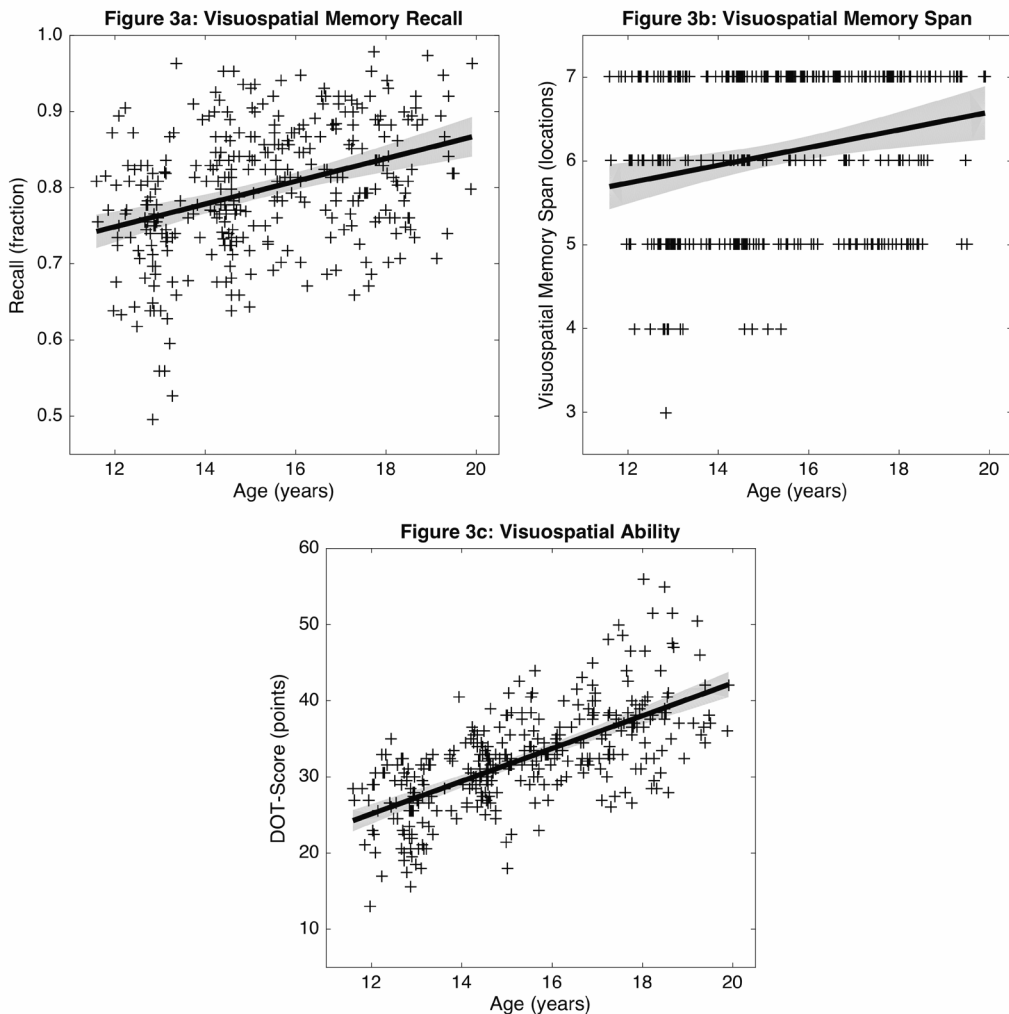 Figure 3a: Visuospatial Memory Recall
1.0
0.9
0.8
0.7
0.6
0.5
Recall (fraction)
12 14 16 18 20
Age (years)
Figure 3b: Visuospatial Memory Span
7
6
5
4
3
Visuospatial Memory Span (locations)
12 14 16 18 20
Age (years)
Figure 3c: Visuospatial Ability
60
50
40
30
20
10
DOT-Score (points)
12 14 16 18 20
Age (years)